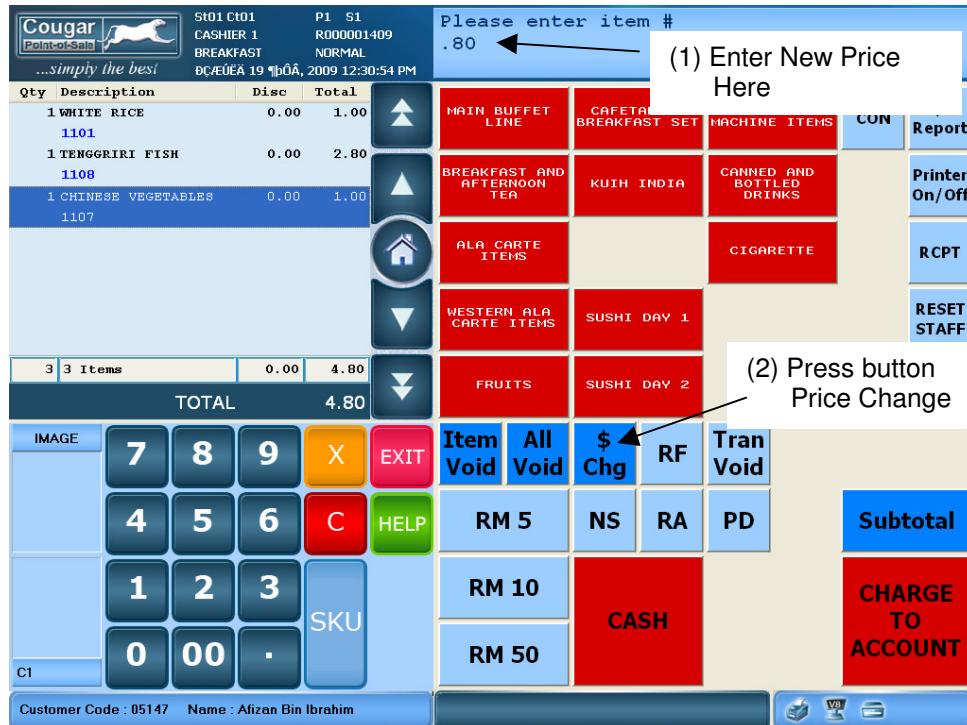 Cougar
Point-of-Sale
...simply the best
St01 Ct01 P1 S1
CASHIER 1 R000001409
BREAKFAST NORMAL
ÐÇÆÚËÄ 19 ¶þÔÂ, 2009 12:30:54 PM
Please enter item #
.80
(1) Enter New Price
Here
Qty Description Disc Total
1 WHITE RICE 0.00 1.00
1101
1 TENGGRIRI FISH 0.00 2.80
1108
1 CHINESE VEGETABLES 0.00 1.00
1107
3 3 Items 0.00 4.80
TOTAL 4.80
MAIN BUFFET
LINE
BREAKFAST SET
MACHINE ITEMS
CON
Report
BREAKFAST AND
AFTERNOON
TEA
KUIH INDIA
CANNED AND
BOTTLED
DRINKS
Printer
On/Off
ALA CARTE
ITEMS
CIGARETTE
RCPT
WESTERN ALA
CARTE ITEMS
SUSHI DAY 1
RESET
STAFF
FRUITS
SUSHI DAY 2
(2) Press button
Price Change
IMAGE
7 8 9 X EXIT
4 5 6 C HELP
1 2 3
SKU
0 00 .
C1
Item
Void
All
Void
$
Chg
RF
Tran
Void
RM 5 NS RA PD Subtotal
RM 10
CASH
RM 50
CHARGE
TO
ACCOUNT
Customer Code : 05147 Name : Afizan Bin Ibrahim
V8